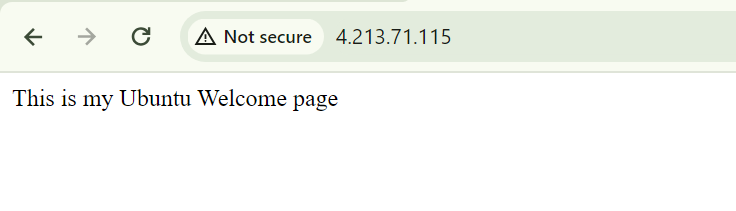 Not secure 4.213.71.115
This is my Ubuntu Welcome page